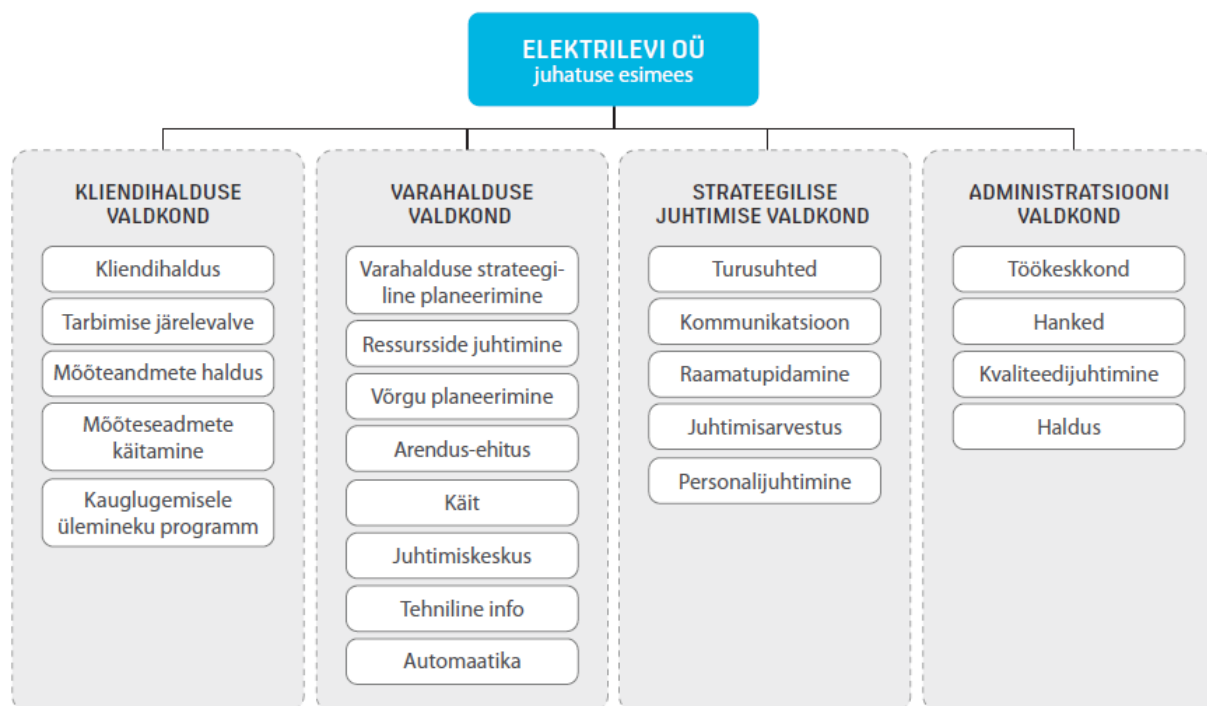 ELEKTRILEVI OÜ
juhatuse esimees
KLIENDIHALDUSE
VALDKOND
Kliendihaldus
Tarbimise järelevalve
Mõõteandmete haldus
Mõõteseadmete
käitamine
Kauglugemisele
ülemineku programm
VARAHALDUSE
VALDKOND
Varahalduse strateegi-
line planeerimine
Ressursside juhtimine
Võrgu planeerimine
Arendus-ehitus
Käit
Juhtimiskeskus
Tehniline info
Automaatika
STRATEEGILISE
JUHTIMISE VALDKOND
Turusuhted
Kommunikatsioon
Raamatupidamine
Juhtimisarvestus
Personalijuhtimine
ADMINISTRATSIOONI
VALDKOND
Töökeskkond
Hanked
Kvaliteedijuhtimine
Haldus